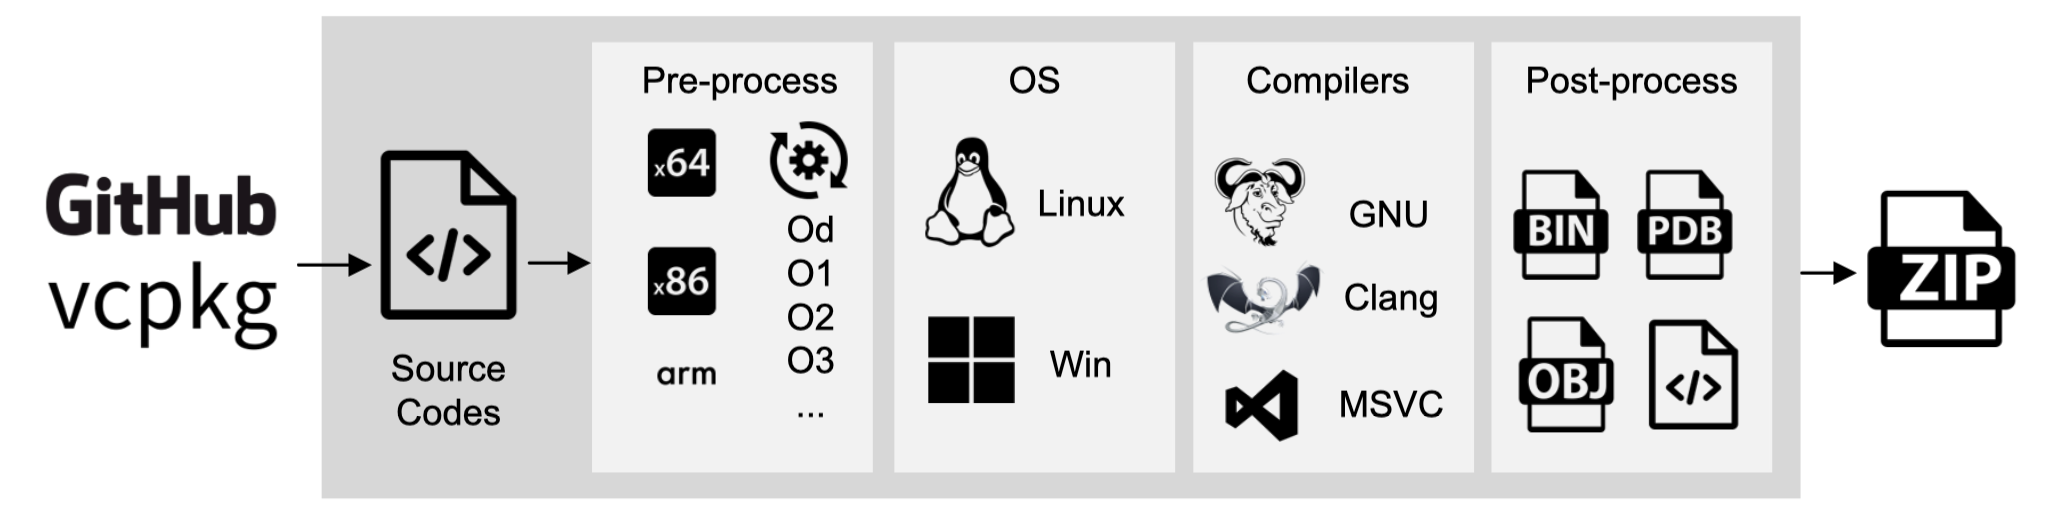 GitHub
vcpkg
Source
Codes
Pre-process
x64
x86
arm
Od
O1
O2
O3
...
OS
Linux
Win
Compilers
GNU
Clang
MSVC
Post-process
BIN
PDB
OBJ
</>
ZIP